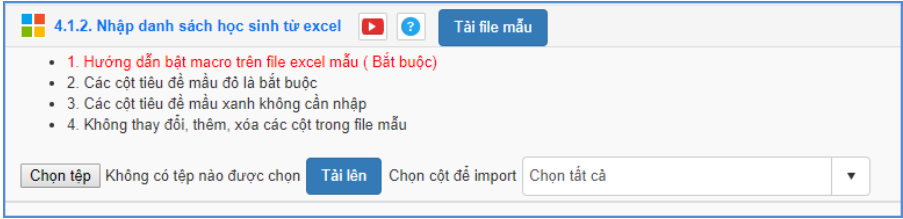 4.1.2. Nhập danh sách học sinh từ excel ? Tải file mẫu
1. Hướng dẫn bật macro trên file excel mẫu ( Bắt buộc)
2. Các cột tiêu đề mầu đỏ là bắt buộc
3. Các cột tiêu đề mầu xanh không cần nhập
4. Không thay đổi, thêm, xóa các cột trong file mẫu
Chọn tệp Không có tệp nào được chọn Tải lên Chọn cột để import Chọn tất cả